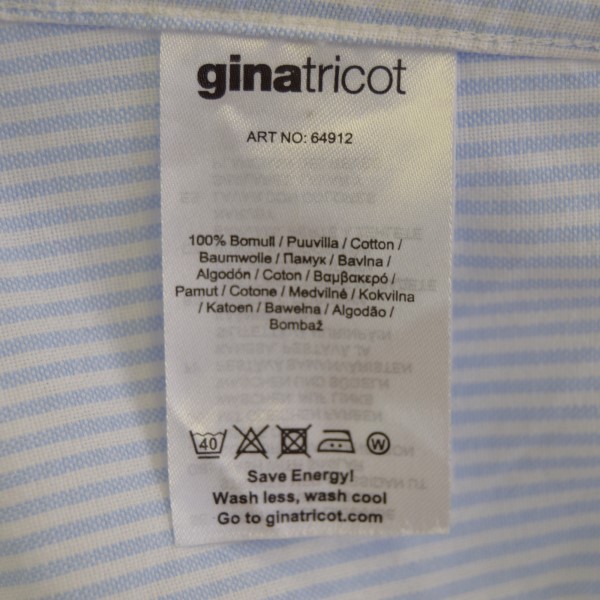 ginatricot
ART NO: 64912
100% Bomull / Puuvilla / Cotton /
Baumwolle / Памук / Bavlna /
Algodón / Coton / Βαμβακερό /
Pamut / Cotone / Medvilnė / Kokvilna
/ Katoen / Bawełna / Algodão /
Bombaž
40
W
Save Energy!
Wash less, wash cool
Go to ginatricot.com